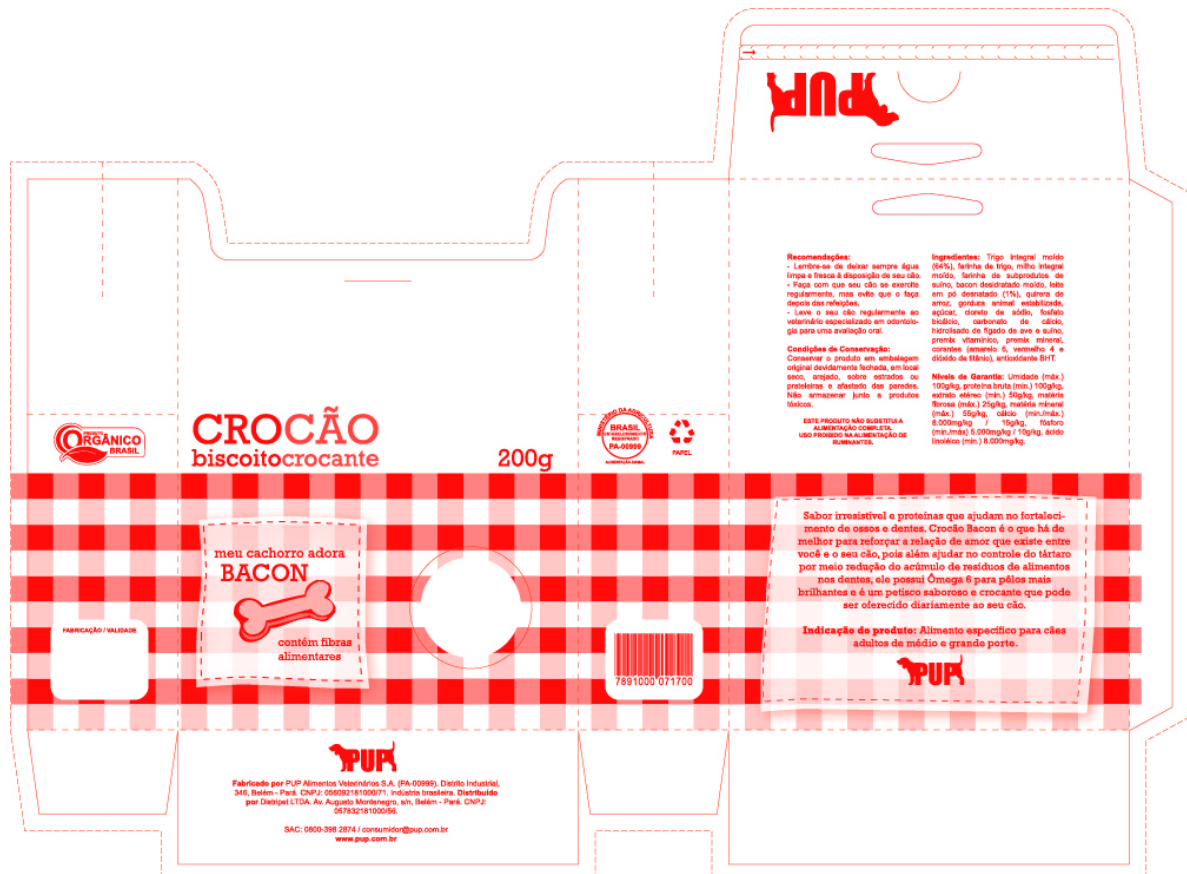 PUP
Recomendações:
- Lembre-se de deixar sempre água
limpa e fresca à disposição de seu cão.
- Faça com que seu cão se exercite
regularmente, mas evite que o faça
depois das refeições.
- Leve o seu cão regularmente ao
veterinário especializado em odontolo-
gia para uma avaliação oral.
Condições de Conservação:
Conservar o produto em embalagem
original devidamente fechada, em local
seco, arejado, sobre estrados ou
prateleiras e afastado das paredes.
Não armazenar junto a produtos
tóxicos.
ESTE PRODUTO NÃO SUBSTITUI A
ALIMENTAÇÃO COMPLETA.
USO PROIBIDO NA ALIMENTAÇÃO DE
RUMINANTES.
Ingredientes: Trigo integral moído
(64%), farinha de trigo, milho integral
moído, farinha de subprodutos de
suíno, bacon desidratado moído, leite
em pó desnatado (1%), quirera de
arroz, gordura animal estabilizada,
açúcar, cloreto de sódio, fosfato
bicálcio, carbonato de cálcio,
hidrolisado de fígado de ave e suíno,
premix vitamínico, premix mineral,
corantes (amarelo 6, vermelho 4 e
dióxido de titânio), antioxidante BHT.
Níveis de Garantia: Umidade (máx.)
100g/kg, proteína bruta (min.) 100g/kg,
extrato etéreo (min.) 50g/kg, matéria
fibrosa (máx.) 25g/kg, matéria mineral
(máx.) 55g/kg, cálcio (min./máx.)
8.000mg/kg / 15g/kg, fósforo
(min./máx) 5.000mg/kg / 10g/kg, ácido
linoléico (min.) 8.000mg/kg.
PRODUTO
ORGÂNICO
BRASIL
CROCÃO
biscoitocrocante
200g
MINISTÉRIO DA AGRICULTURA
BRASIL
REGISTRADO
PA-00999
ALIMENTAÇÃO ANIMAL
PAPEL
meu cachorro adora
BACON
contém fibras
alimentares
FABRICAÇÃO / VALIDADE
7891000 071700
Sabor irresistível e proteínas que ajudam no fortaleci-
mento de ossos e dentes. Crocão Bacon é o que há de
melhor para reforçar a relação de amor que existe entre
você e o seu cão, pois além ajudar no controle do tártaro
por meio redução do acúmulo de resíduos de alimentos
nos dentes, ele possui Ômega 6 para pêlos mais
brilhantes e é um petisco saboroso e crocante que pode
ser oferecido diariamente ao seu cão.
Indicação do produto: Alimento específico para cães
adultos de médio e grande porte.
PUP
PUP
Fabricado por PUP Alimentos Veterinários S.A. (PA-00999). Distrito Industrial,
346, Belém - Pará. CNPJ: 056092181000/71. Indústria brasileira. Distribuído
por Distripet LTDA. Av. Augusto Montenegro, s/n, Belém - Pará. CNPJ:
057832181000/56.
SAC: 0800-398 2874 / consumidor@pup.com.br
www.pup.com.br